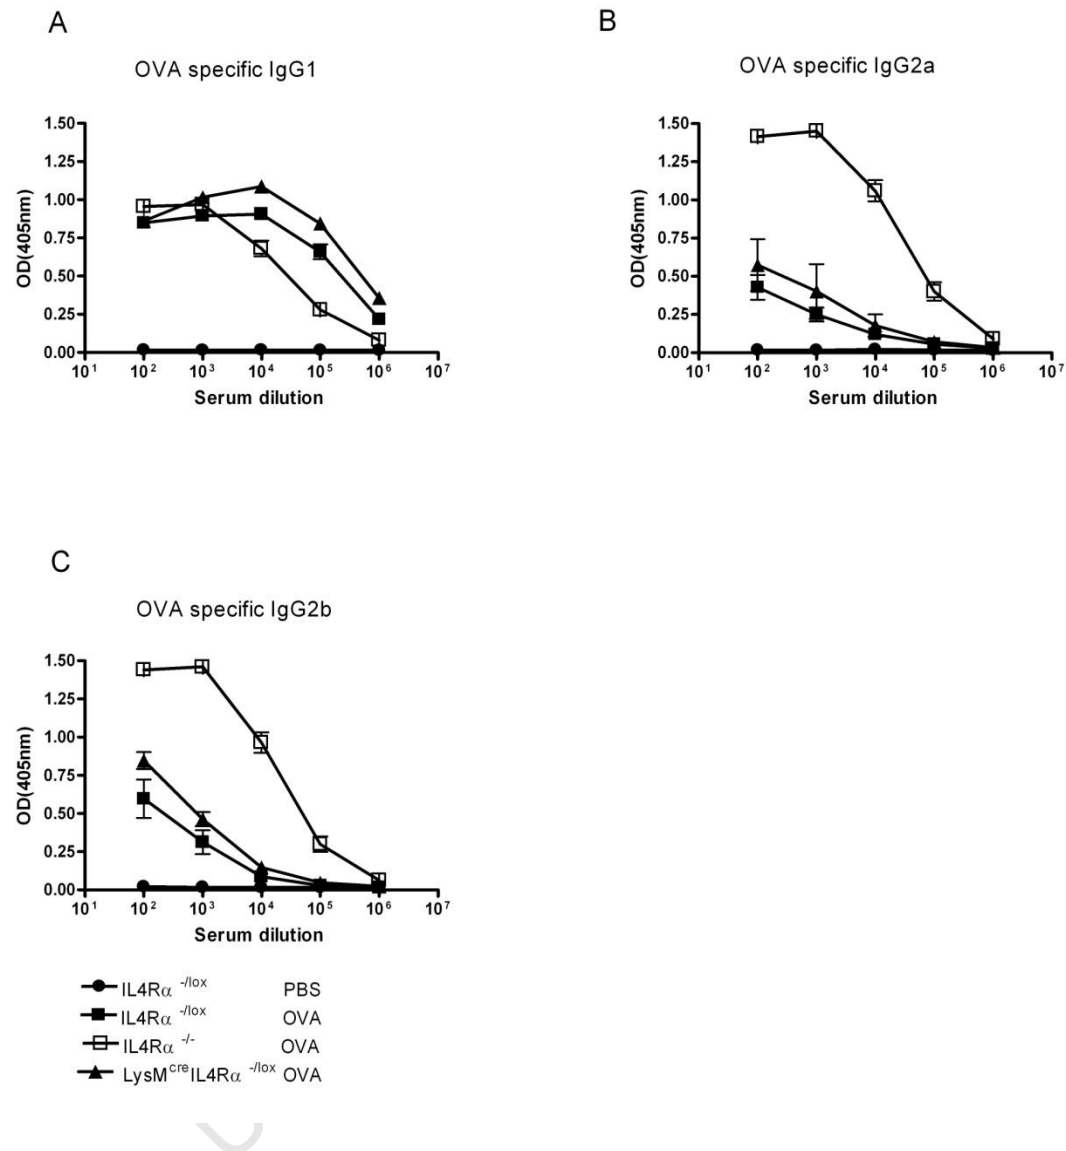 A
OVA specific IgG1
1.50
1.25
1.00
0.75
0.50
0.25
0.00
OD(405nm)
10¹ 10² 10³ 10⁴ 10⁵ 10⁶ 10⁷
Serum dilution
B
OVA specific IgG2a
1.50
1.25
1.00
0.75
0.50
0.25
0.00
OD(405nm)
10¹ 10² 10³ 10⁴ 10⁵ 10⁶ 10⁷
Serum dilution
C
OVA specific IgG2b
1.50
1.25
1.00
0.75
0.50
0.25
0.00
OD(405nm)
10¹ 10² 10³ 10⁴ 10⁵ 10⁶ 10⁷
Serum dilution
IL4Rα -/lox PBS
IL4Rα -/lox OVA
IL4Rα -/- OVA
LysMcreIL4Rα -/lox OVA